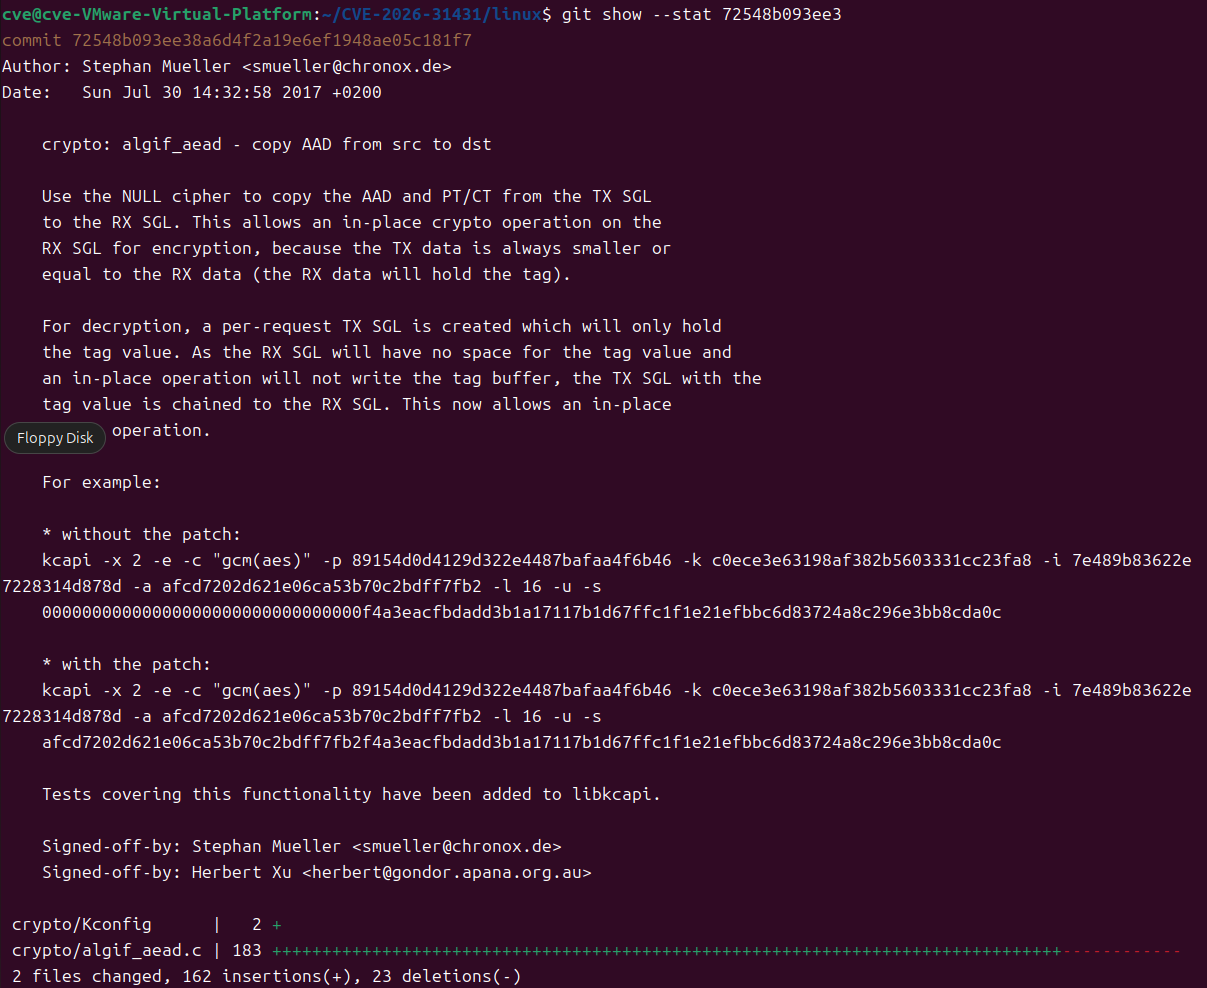 cve@cve-VMware-Virtual-Platform:~/CVE-2026-31431/linux$ git show --stat 72548b093ee3
commit 72548b093ee38a6d4f2a19e6ef1948ae05c181f7
Author: Stephan Mueller <smueller@chronox.de>
Date:   Sun Jul 30 14:32:58 2017 +0200

    crypto: algif_aead - copy AAD from src to dst

    Use the NULL cipher to copy the AAD and PT/CT from the TX SGL
    to the RX SGL. This allows an in-place crypto operation on the
    RX SGL for encryption, because the TX data is always smaller or
    equal to the RX data (the RX data will hold the tag).

    For decryption, a per-request TX SGL is created which will only hold
    the tag value. As the RX SGL will have no space for the tag value and
    an in-place operation will not write the tag buffer, the TX SGL with the
    tag value is chained to the RX SGL. This now allows an in-place
Floppy Disk operation.

    For example:

    * without the patch:
    kcapi -x 2 -e -c "gcm(aes)" -p 89154d0d4129d322e4487bafaa4f6b46 -k c0ece3e63198af382b5603331cc23fa8 -i 7e489b83622e
7228314d878d -a afcd7202d621e06ca53b70c2bdff7fb2 -l 16 -u -s
    00000000000000000000000000000000f4a3eacfbdadd3b1a17117b1d67ffc1f1e21efbbc6d83724a8c296e3bb8cda0c

    * with the patch:
    kcapi -x 2 -e -c "gcm(aes)" -p 89154d0d4129d322e4487bafaa4f6b46 -k c0ece3e63198af382b5603331cc23fa8 -i 7e489b83622e
7228314d878d -a afcd7202d621e06ca53b70c2bdff7fb2 -l 16 -u -s
    afcd7202d621e06ca53b70c2bdff7fb2f4a3eacfbdadd3b1a17117b1d67ffc1f1e21efbbc6d83724a8c296e3bb8cda0c

    Tests covering this functionality have been added to libkcapi.

    Signed-off-by: Stephan Mueller <smueller@chronox.de>
    Signed-off-by: Herbert Xu <herbert@gondor.apana.org.au>

 crypto/Kconfig      |   2 +
 crypto/algif_aead.c | 183 +++++++++++++++++++++++++++++++++++++++++++++++++++++++++++++++++++++++++++++++------------
 2 files changed, 162 insertions(+), 23 deletions(-)